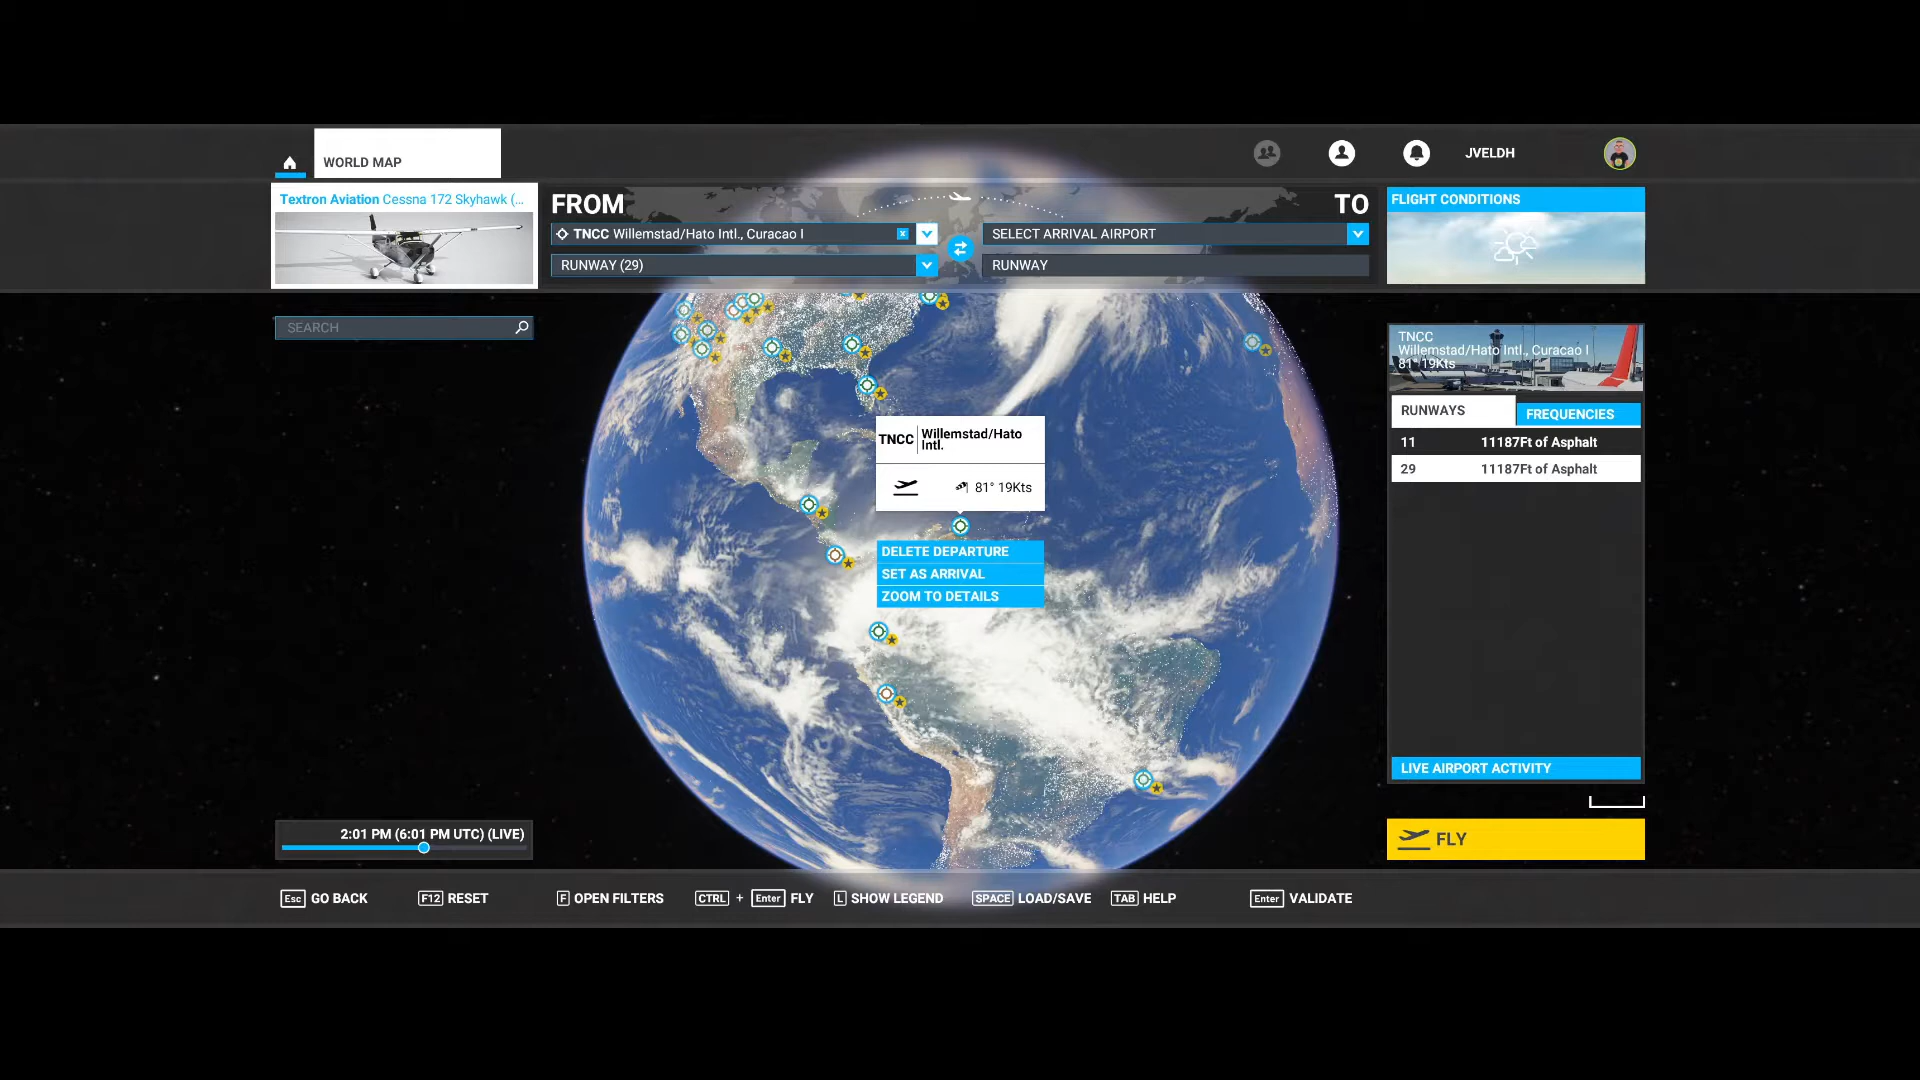 WORLD MAP
JVELDH
Textron Aviation Cessna 172 Skyhawk (...
FROM
TO
TNCC Willemstad/Hato Intl., Curacao I
SELECT ARRIVAL AIRPORT
RUNWAY (29)
RUNWAY
FLIGHT CONDITIONS
SEARCH
TNCC
Willemstad/Hato Intl., Curacao I
81° 19Kts
RUNWAYS
FREQUENCIES
11 11187Ft of Asphalt
29 11187Ft of Asphalt
TNCC Willemstad/Hato
Intl.
81° 19Kts
DELETE DEPARTURE
SET AS ARRIVAL
ZOOM TO DETAILS
LIVE AIRPORT ACTIVITY
2:01 PM (6:01 PM UTC) (LIVE)
FLY
Esc GO BACK F12 RESET F OPEN FILTERS CTRL + Enter FLY L SHOW LEGEND SPACE LOAD/SAVE TAB HELP Enter VALIDATE